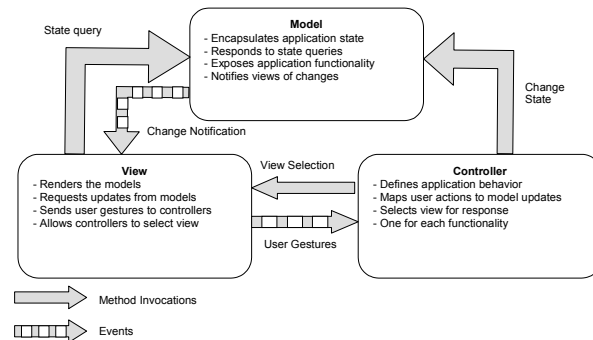 State query
Model
- Encapsulates application state
- Responds to state queries
- Exposes application functionality
- Notifies views of changes
Change
State
Change Notification
View
- Renders the models
- Requests updates from models
- Sends user gestures to controllers
- Allows controllers to select view
View Selection
User Gestures
Controller
- Defines application behavior
- Maps user actions to model updates
- Selects view for response
- One for each functionality
Method Invocations
Events